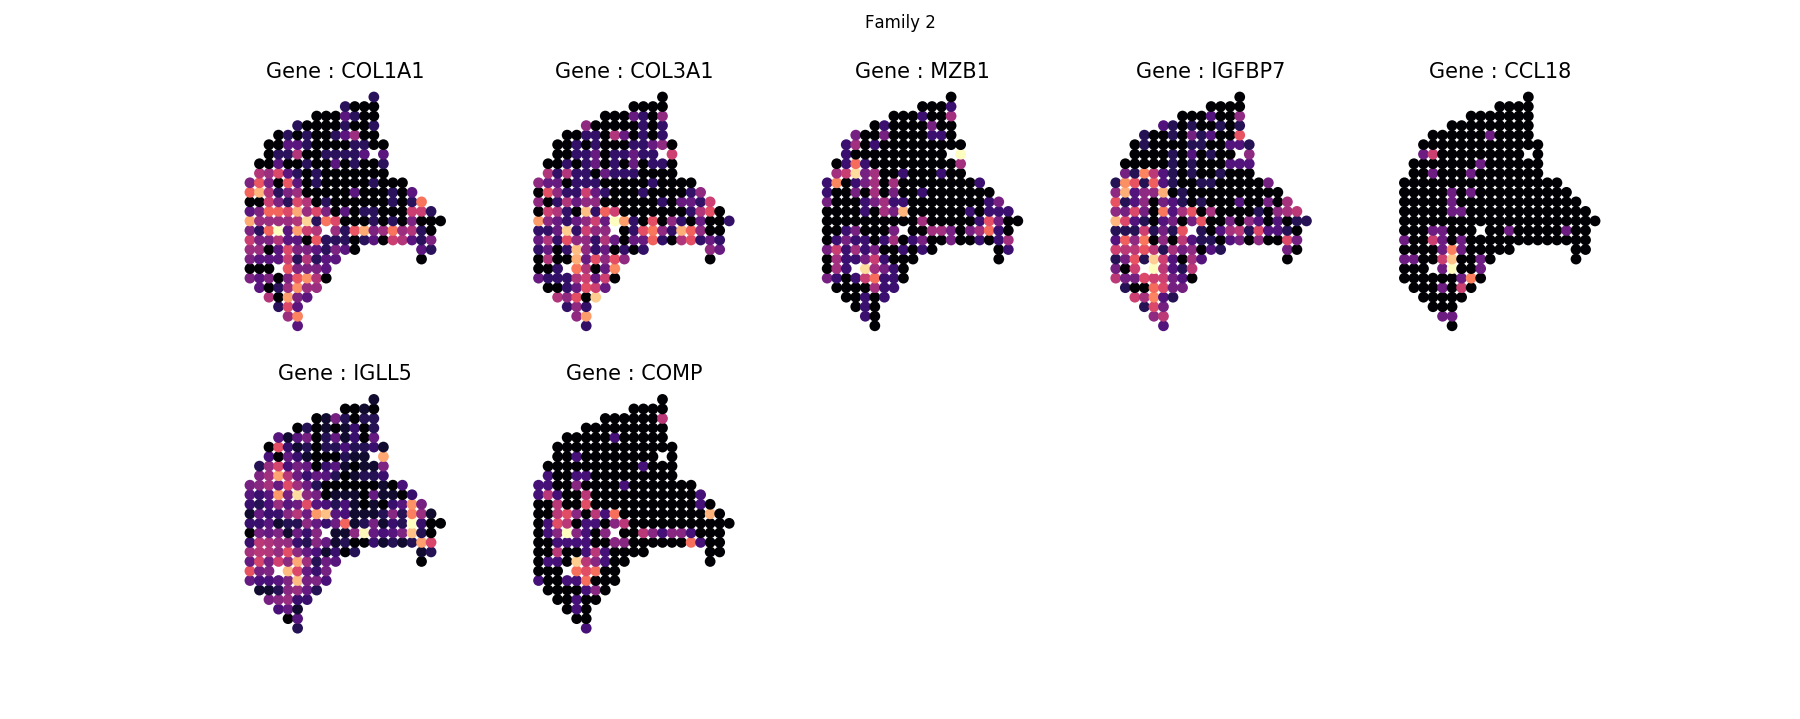 Family 2
Gene : COL1A1
Gene : COL3A1
Gene : MZB1
Gene : IGFBP7
Gene : CCL18
Gene : IGLL5
Gene : COMP